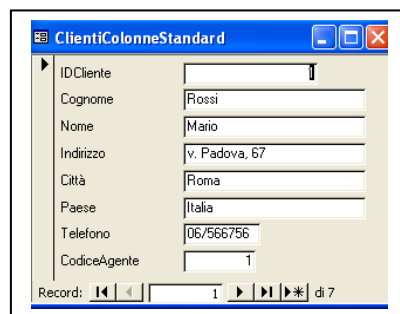 ClientiColonneStandard
IDCliente 1
Cognome Rossi
Nome Mario
Indirizzo v. Padova, 67
Città Roma
Paese Italia
Telefono 06/566756
CodiceAgente 1
Record: 1 di 7